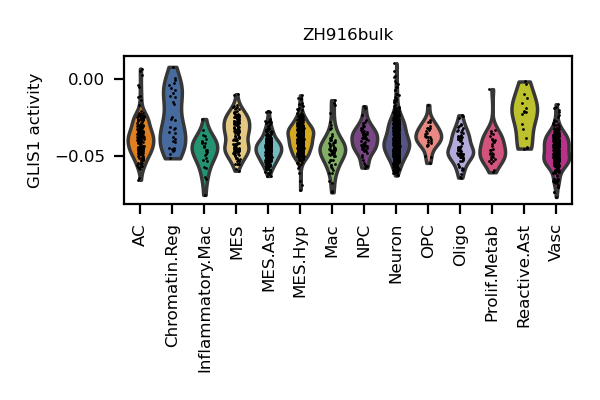 ZH916bulk
GLIS1 activity
0.00
−0.05
AC
Chromatin.Reg
Inflammatory.Mac
MES
MES.Ast
MES.Hyp
Mac
NPC
Neuron
OPC
Oligo
Prolif.Metab
Reactive.Ast
Vasc